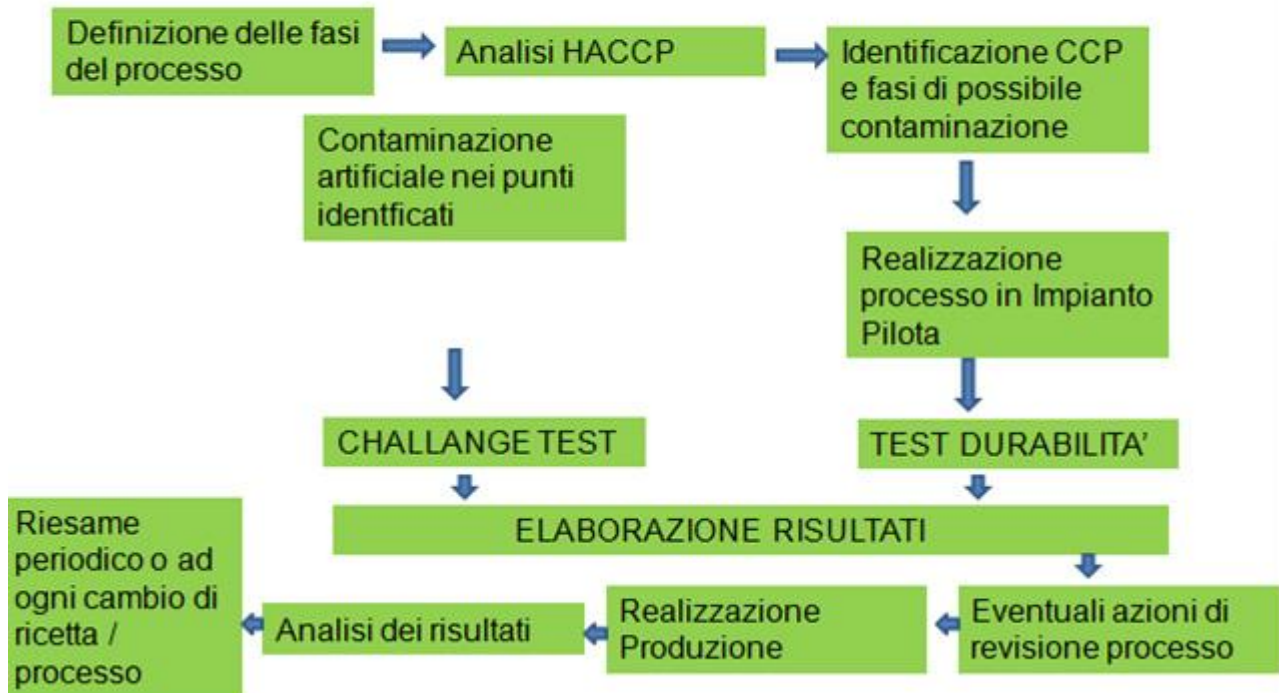 Definizione delle fasi
del processo
Analisi HACCP
Identificazione CCP
e fasi di possibile
contaminazione
Contaminazione
artificiale nei punti
identficati
Realizzazione
processo in Impianto
Pilota
CHALLANGE TEST
TEST DURABILITA'
ELABORAZIONE RISULTATI
Riesame
periodico o ad
ogni cambio di
ricetta /
processo
Analisi dei risultati
Realizzazione
Produzione
Eventuali azioni di
revisione processo